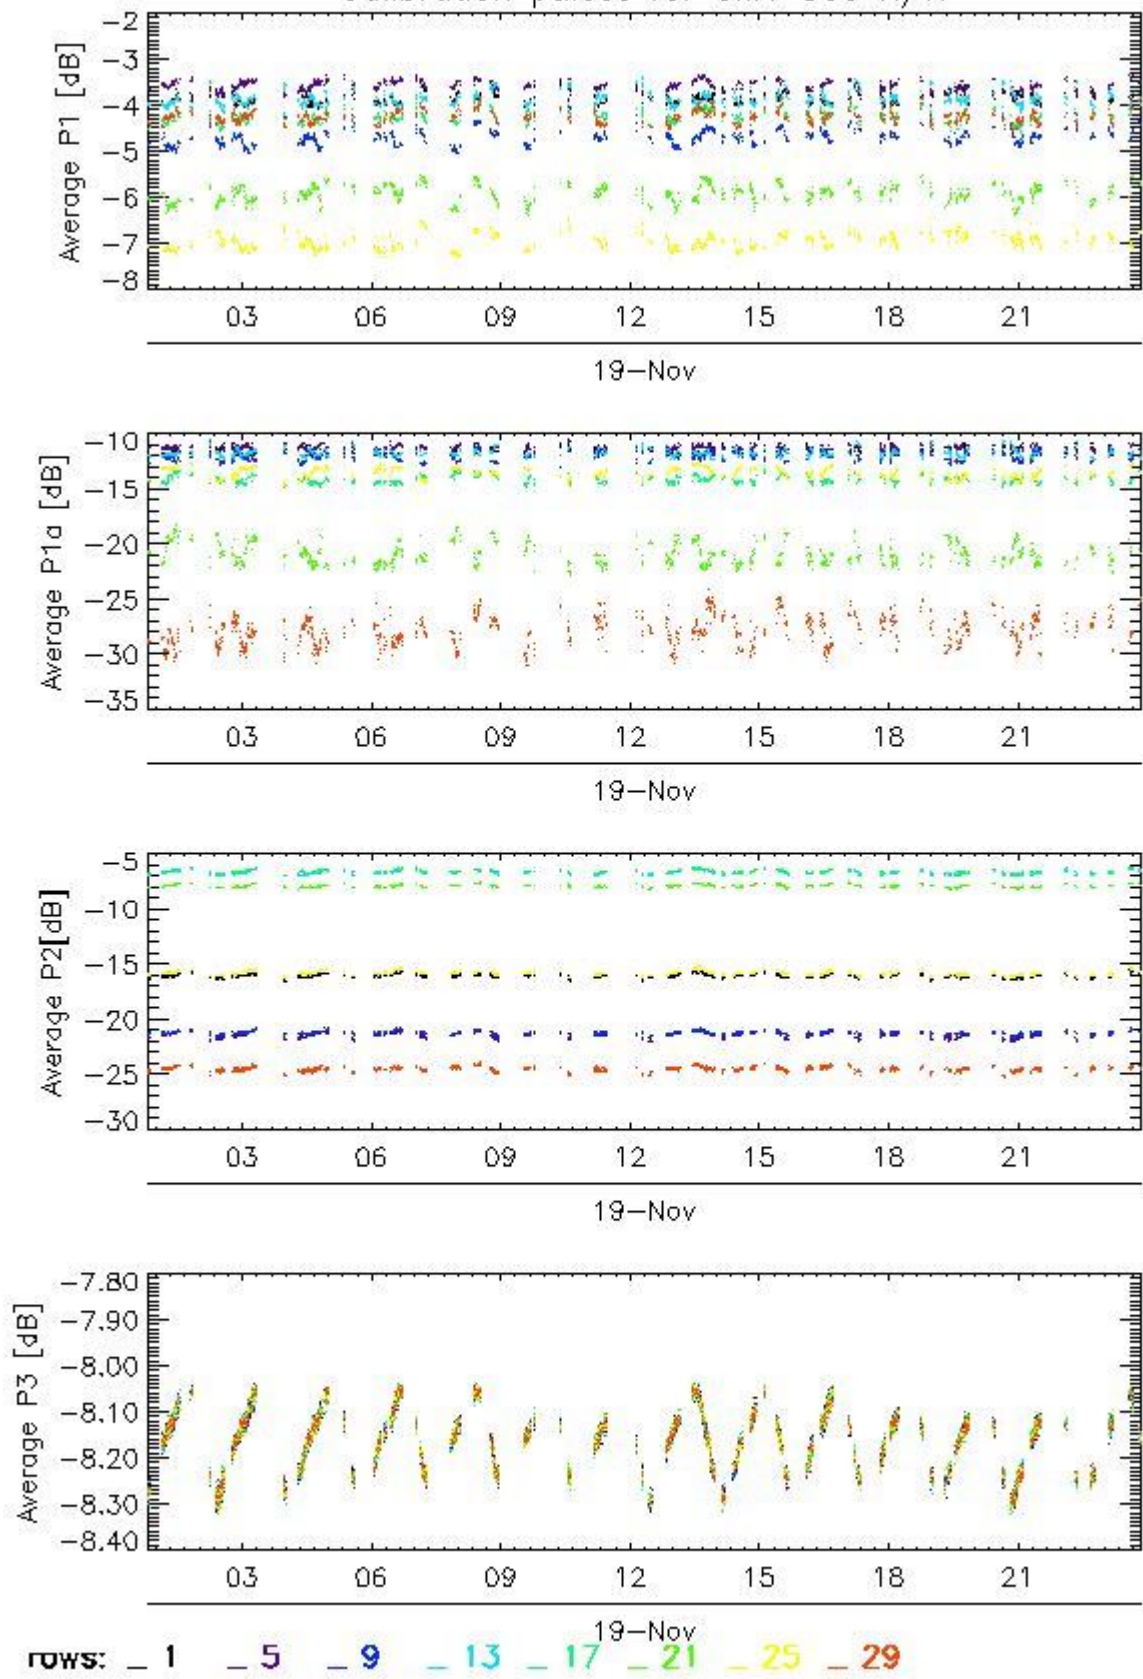 -2
-3
-4
-5
-6
-7
-8
Average P1 [dB]
03 06 09 12 15 18 21
19-Nov
-10
-15
-20
-25
-30
-35
Average P1a [dB]
03 06 09 12 15 18 21
19-Nov
-5
-10
-15
-20
-25
-30
Average P2[dB]
03 06 09 12 15 18 21
19-Nov
-7.80
-7.90
-8.00
-8.10
-8.20
-8.30
-8.40
Average P3 [dB]
03 06 09 12 15 18 21
19-Nov
rows: _ 1 _ 5 _ 9 _ 13 _ 17 _ 21 _ 25 _ 29